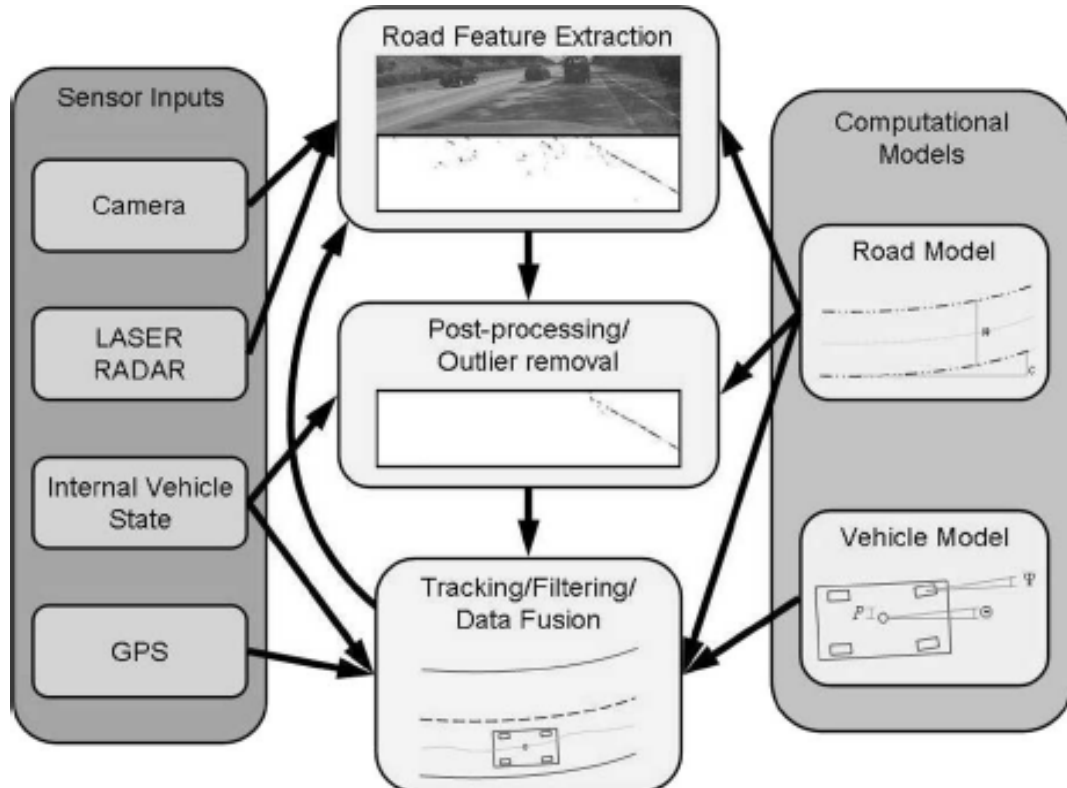 Road Feature Extraction
Sensor Inputs
Camera
LASER
RADAR
Internal Vehicle
State
GPS
Post-processing/
Outlier removal
Tracking/Filtering/
Data Fusion
Computational
Models
Road Model
C
Vehicle Model
Ψ
P
Θ